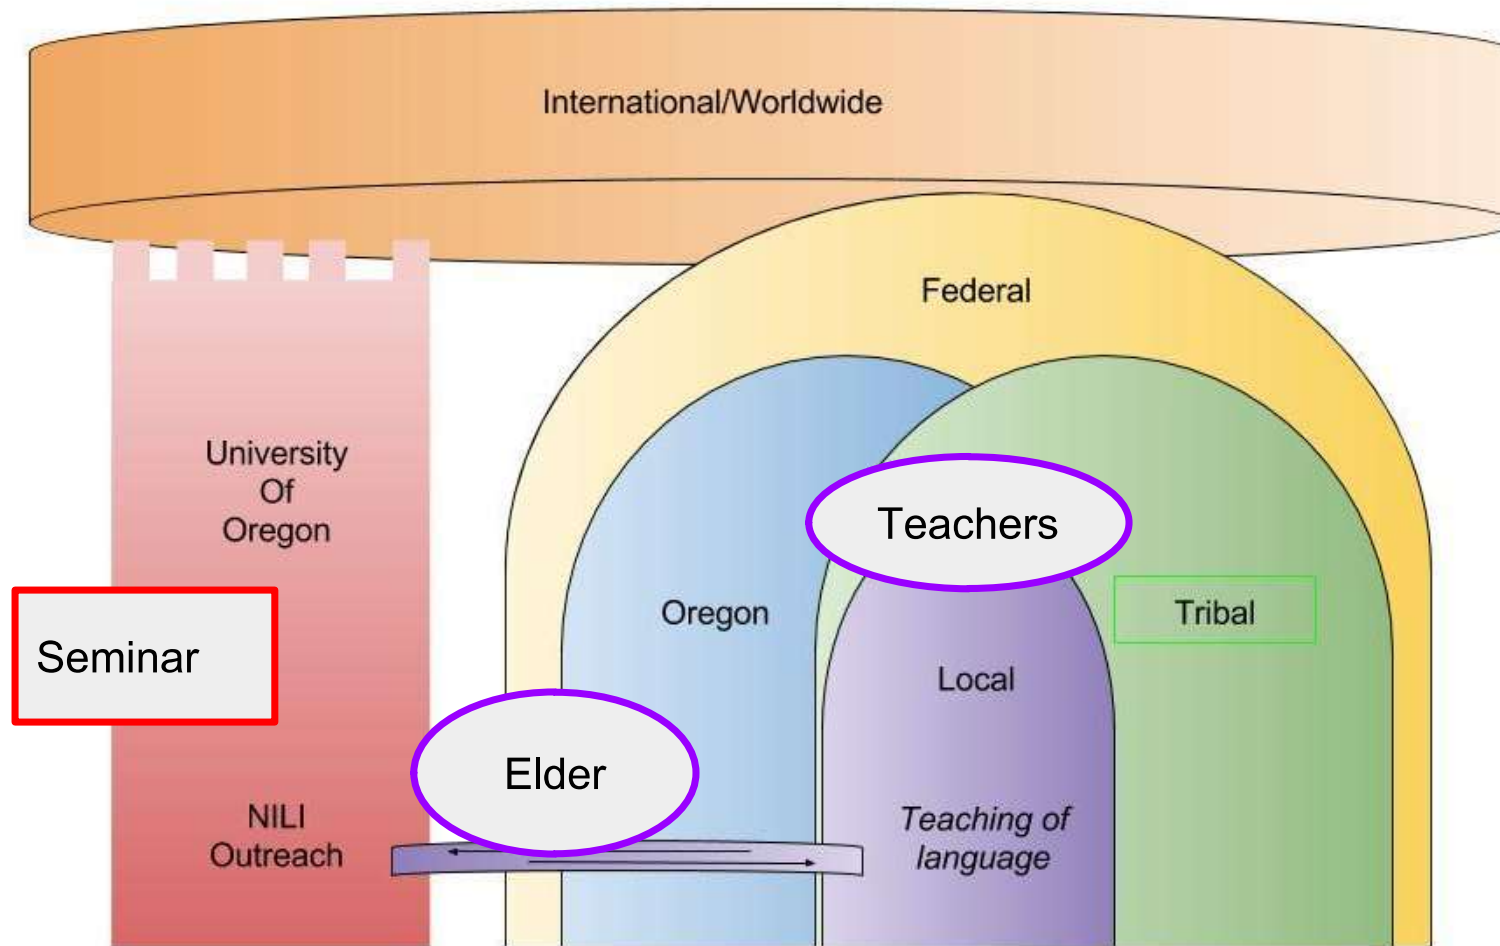 International/Worldwide
Federal
University
Of
Oregon
Teachers
Oregon
Tribal
Seminar
Local
Elder
NILI
Outreach
Teaching of
language